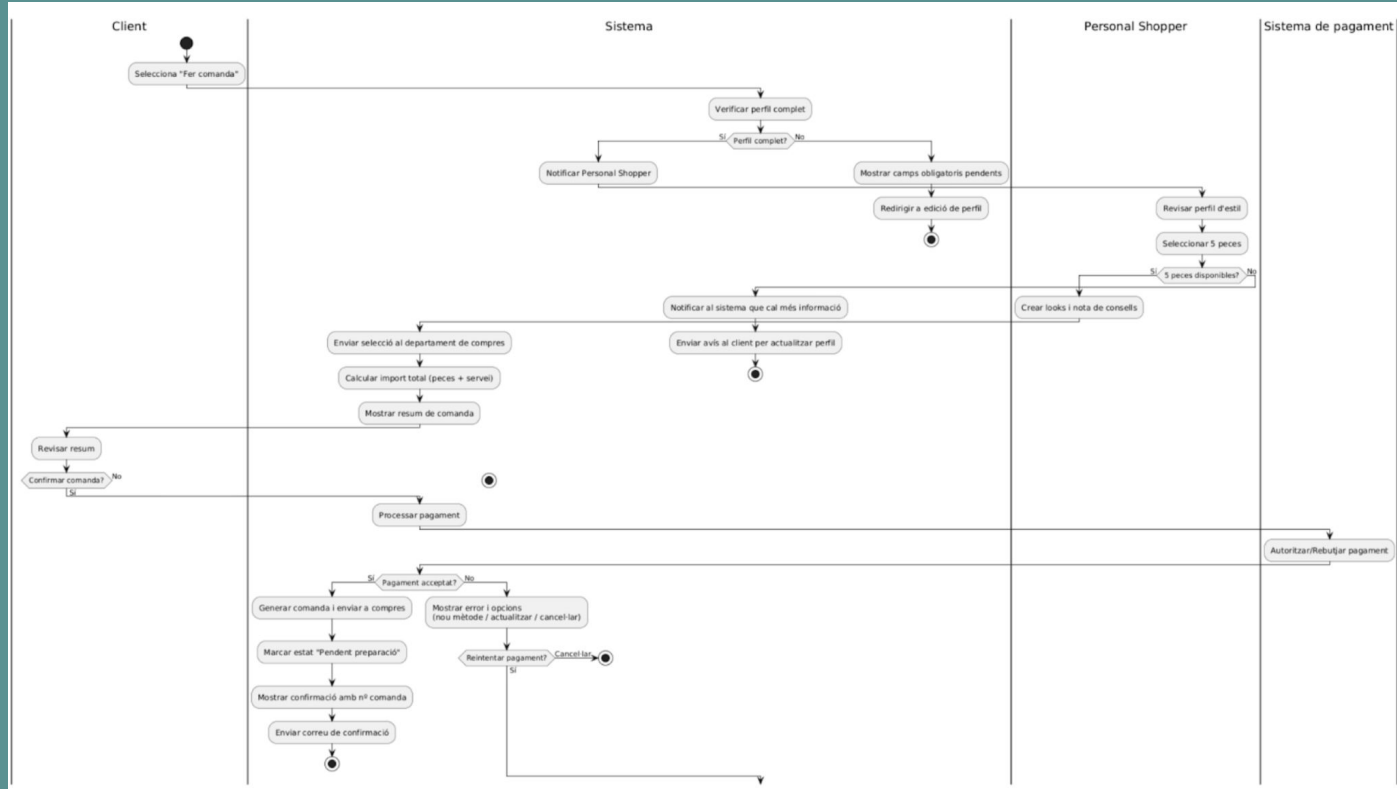 Client
Sistema
Personal Shopper
Sistema de pagament
Selecciona "Fer comanda"
Verificar perfil complet
Sí
Perfil complet?
No
Notificar Personal Shopper
Mostrar camps obligatoris pendents
Redirigir a edició de perfil
Revisar perfil d'estil
Seleccionar 5 peces
Sí
5 peces disponibles?
No
Notificar al sistema que cal més informació
Crear looks i nota de consells
Enviar selecció al departament de compres
Enviar avís al client per actualitzar perfil
Calcular import total (peces + servei)
Mostrar resum de comanda
Revisar resum
Confirmar comanda?
No
Sí
Processar pagament
Autoritzar/Rebutjar pagament
Sí
Pagament acceptat?
No
Generar comanda i enviar a compres
Mostrar error i opcions
(nou mètode / actualitzar / cancel·lar)
Marcar estat "Pendent preparació"
Reintentar pagament?
Cancel·lar
Sí
Mostrar confirmació amb nº comanda
Enviar correu de confirmació